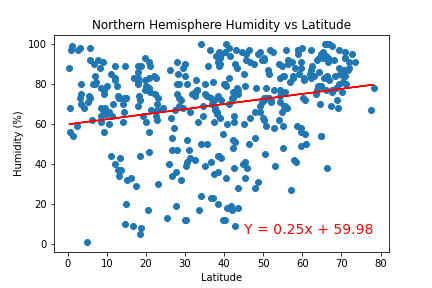 Northern Hemisphere Humidity vs Latitude
100
80
60
40
20
0
Humidity (%)
Y = 0.25x + 59.98
0 10 20 30 40 50 60 70 80
Latitude